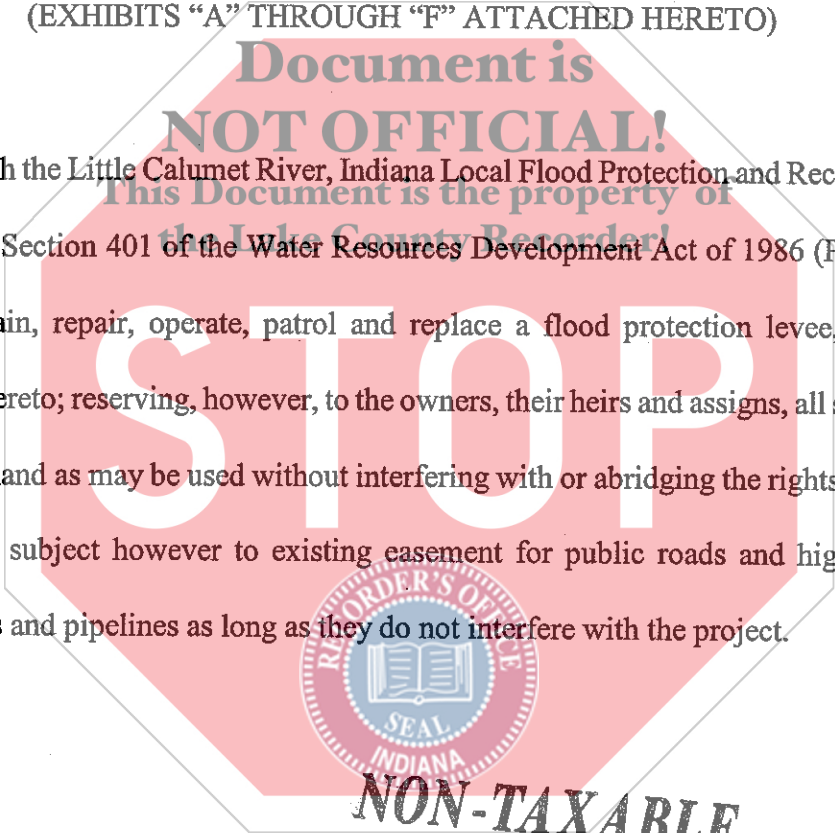 (EXHIBITS “A” THROUGH “F” ATTACHED HERETO)
Document is
NOT OFFICIAL!
h the Little Calumet River, Indiana Local Flood Protection and Rec
This Document is the property of
the Lake County Recorder!
Section 401 of the Water Resources Development Act of 1986 (P
ain, repair, operate, patrol and replace a flood protection levee,
ereto; reserving, however, to the owners, their heirs and assigns, all
STOP
and as may be used without interfering with or abridging the rights
subject however to existing easement for public roads and hig
s and pipelines as long as they do not interfere with the project.
RECORDER'S OFFICE
SEAL
INDIANA
NON-TAXABLE